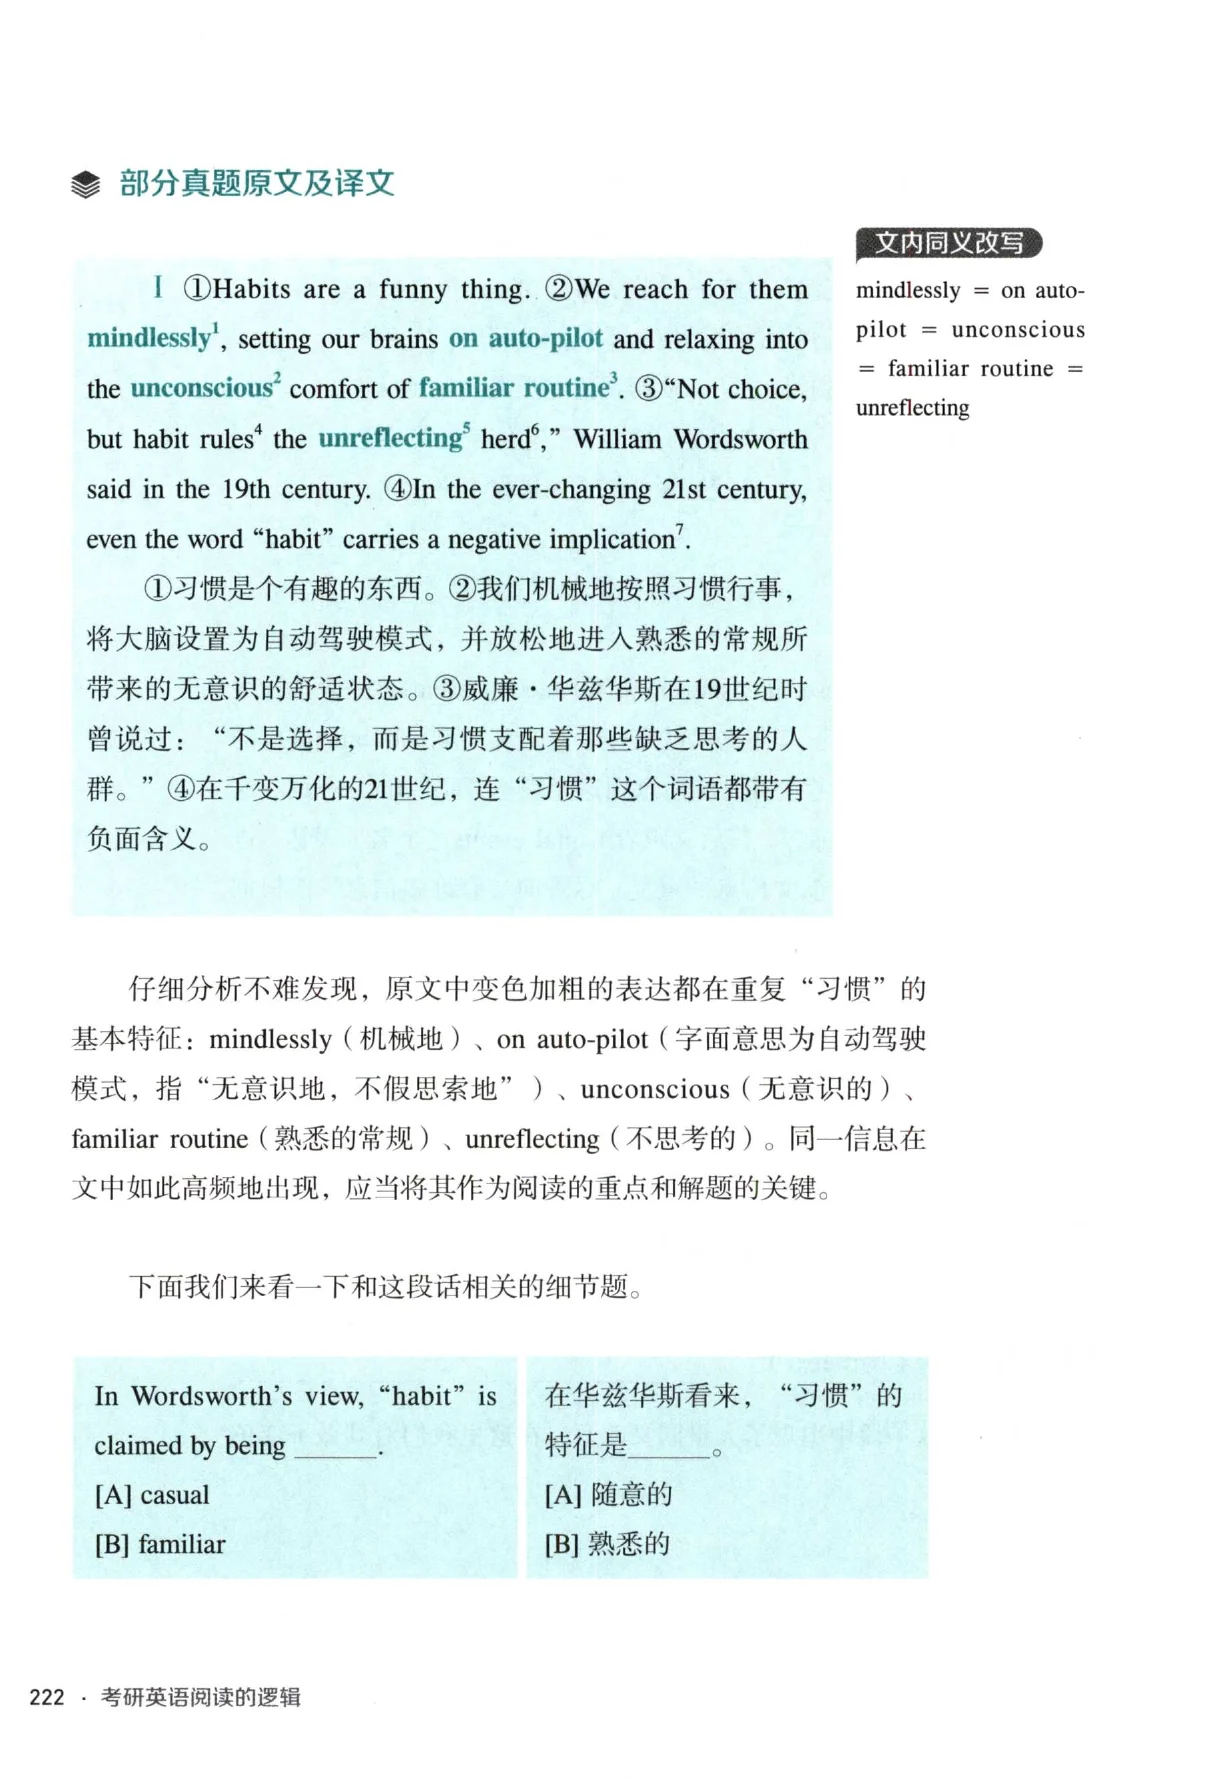 部分真题原文及译文
文内同义改写
mindlessly = on auto-
pilot = unconscious
= familiar routine =
unreflecting
I ①Habits are a funny thing. ②We reach for them
mindlessly¹, setting our brains on auto-pilot and relaxing into
the unconscious² comfort of familiar routine³. ③“Not choice,
but habit rules⁴ the unreflecting⁵ herd⁶,” William Wordsworth
said in the 19th century. ④In the ever-changing 21st century,
even the word “habit” carries a negative implication⁷.
①习惯是个有趣的东西。②我们机械地按照习惯行事，
将大脑设置为自动驾驶模式，并放松地进入熟悉的常规所
带来的无意识的舒适状态。③威廉·华兹华斯在19世纪时
曾说过：“不是选择，而是习惯支配着那些缺乏思考的人
群。”④在千变万化的21世纪，连“习惯”这个词语都带有
负面含义。
仔细分析不难发现，原文中变色加粗的表达都在重复“习惯”的
基本特征：mindlessly（机械地）、on auto-pilot（字面意思为自动驾驶
模式，指“无意识地，不假思索地”）、unconscious（无意识的）、
familiar routine（熟悉的常规）、unreflecting（不思考的）。同一信息在
文中如此高频地出现，应当将其作为阅读的重点和解题的关键。
下面我们来看一下和这段话相关的细节题。
In Wordsworth’s view, “habit” is
claimed by being ______.
[A] casual
[B] familiar
在华兹华斯看来，“习惯”的
特征是______。
[A] 随意的
[B] 熟悉的
222 · 考研英语阅读的逻辑